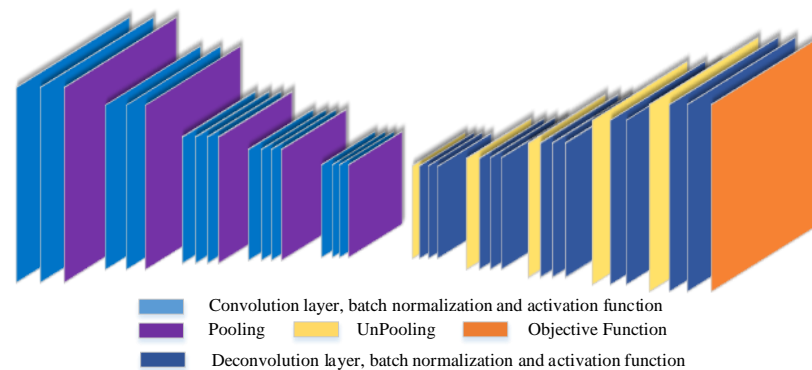 Convolution layer, batch normalization and activation function
Pooling UnPooling Objective Function
Deconvolution layer, batch normalization and activation function